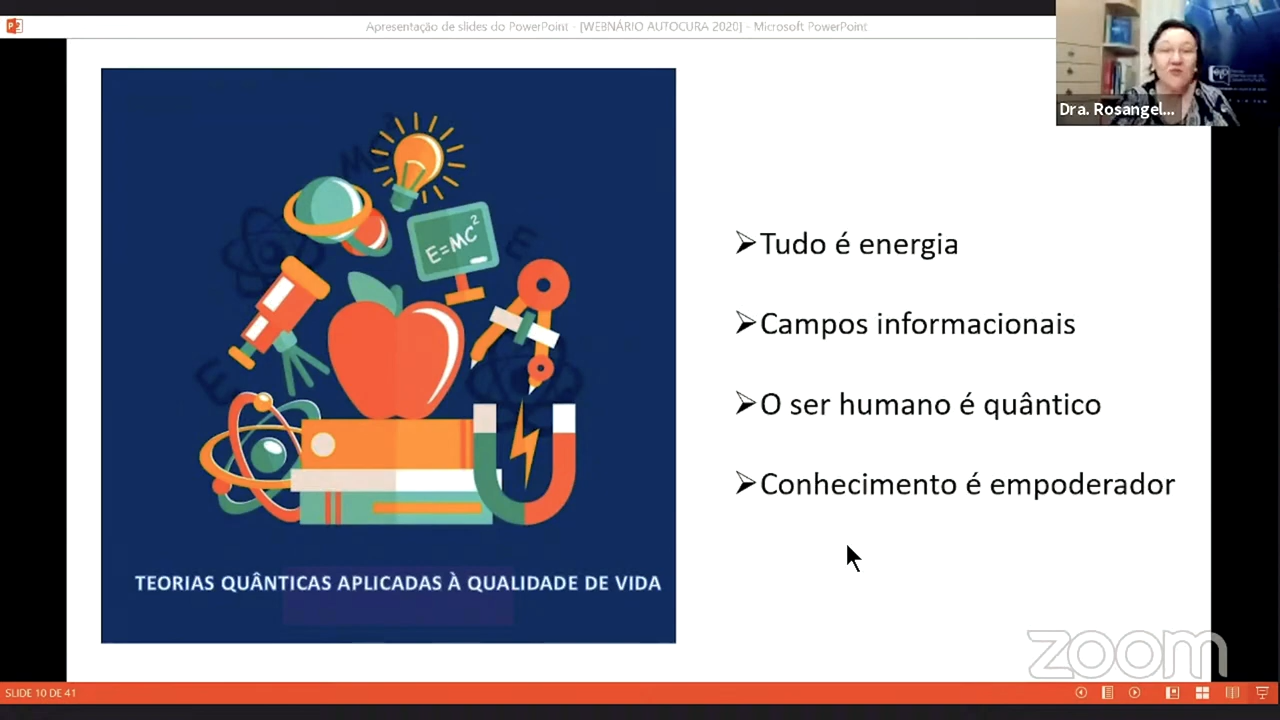 Apresentação de slides do PowerPoint - [WEBNÁRIO AUTOCURA 2020] - Microsoft PowerPoint
Dra. Rosangel...
E=MC²
Tudo é energia
Campos informacionais
O ser humano é quântico
Conhecimento é empoderador
TEORIAS QUÂNTICAS APLICADAS À QUALIDADE DE VIDA
zoom
SLIDE 10 DE 41